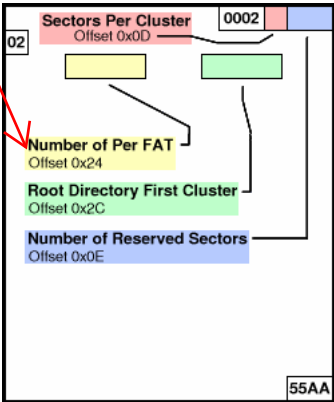 Sectors Per Cluster
Offset 0x0D
0002
02
Number of Per FAT
Offset 0x24
Root Directory First Cluster
Offset 0x2C
Number of Reserved Sectors
Offset 0x0E
55AA